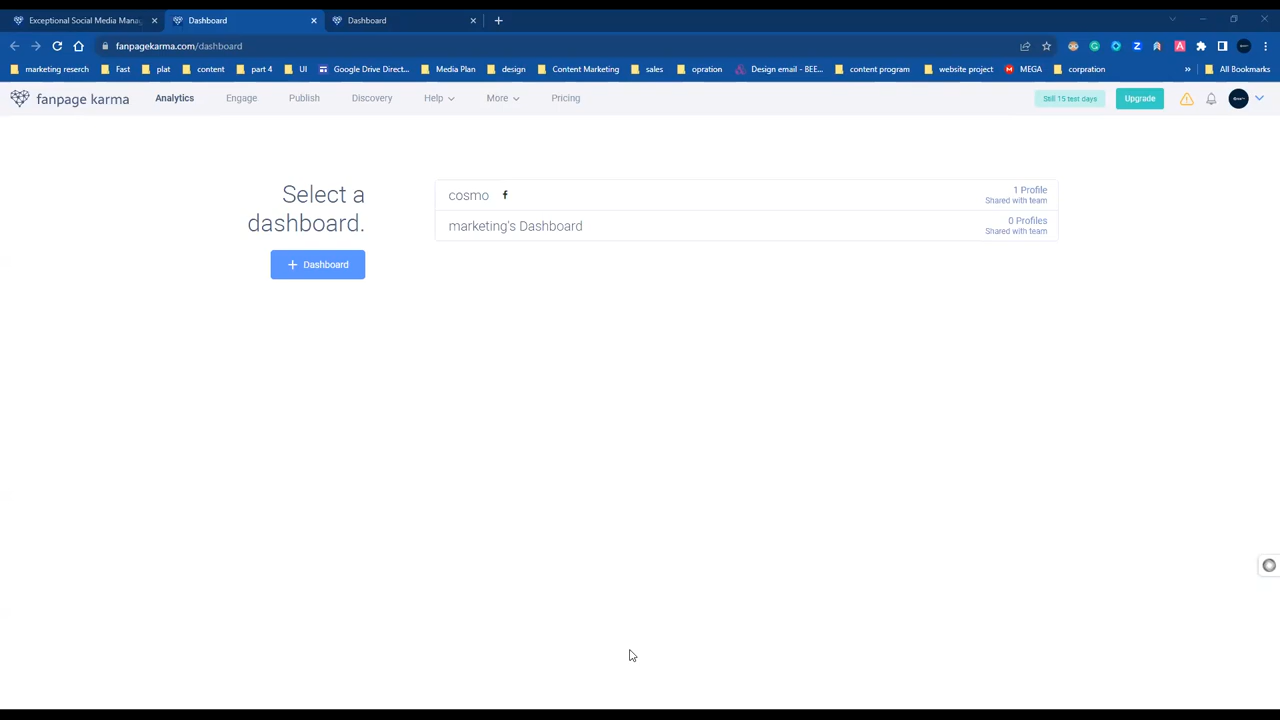 Exceptional Social Media Mana
Dashboard
Dashboard
fanpagekarma.com/dashboard
marketing reserch
Fast
plat
content
part 4
UI
Google Drive Direct...
Media Plan
design
Content Marketing
sales
opration
Design email - BEE...
content program
website project
MEGA
corpration
»
All Bookmarks
fanpage karma
Analytics
Engage
Publish
Discovery
Help
More
Pricing
Still 15 test days
Upgrade
Select a
dashboard.
+ Dashboard
cosmo
1 Profile
Shared with team
marketing's Dashboard
0 Profiles
Shared with team